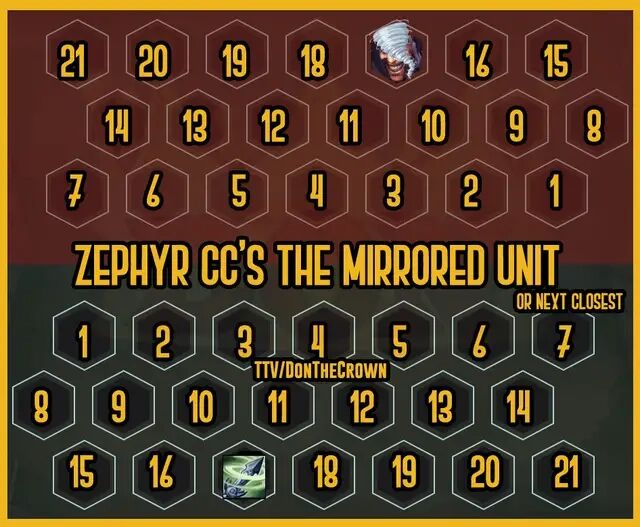 21 20 19 18 16 15
14 13 12 11 10 9 8
7 6 5 4 3 2 1
ZEPHYR CC'S THE MIRRORED UNIT
OR NEXT CLOSEST
1 2 3 4 5 6 7
TTV/DONTHECROWN
8 9 10 11 12 13 14
15 16 18 19 20 21